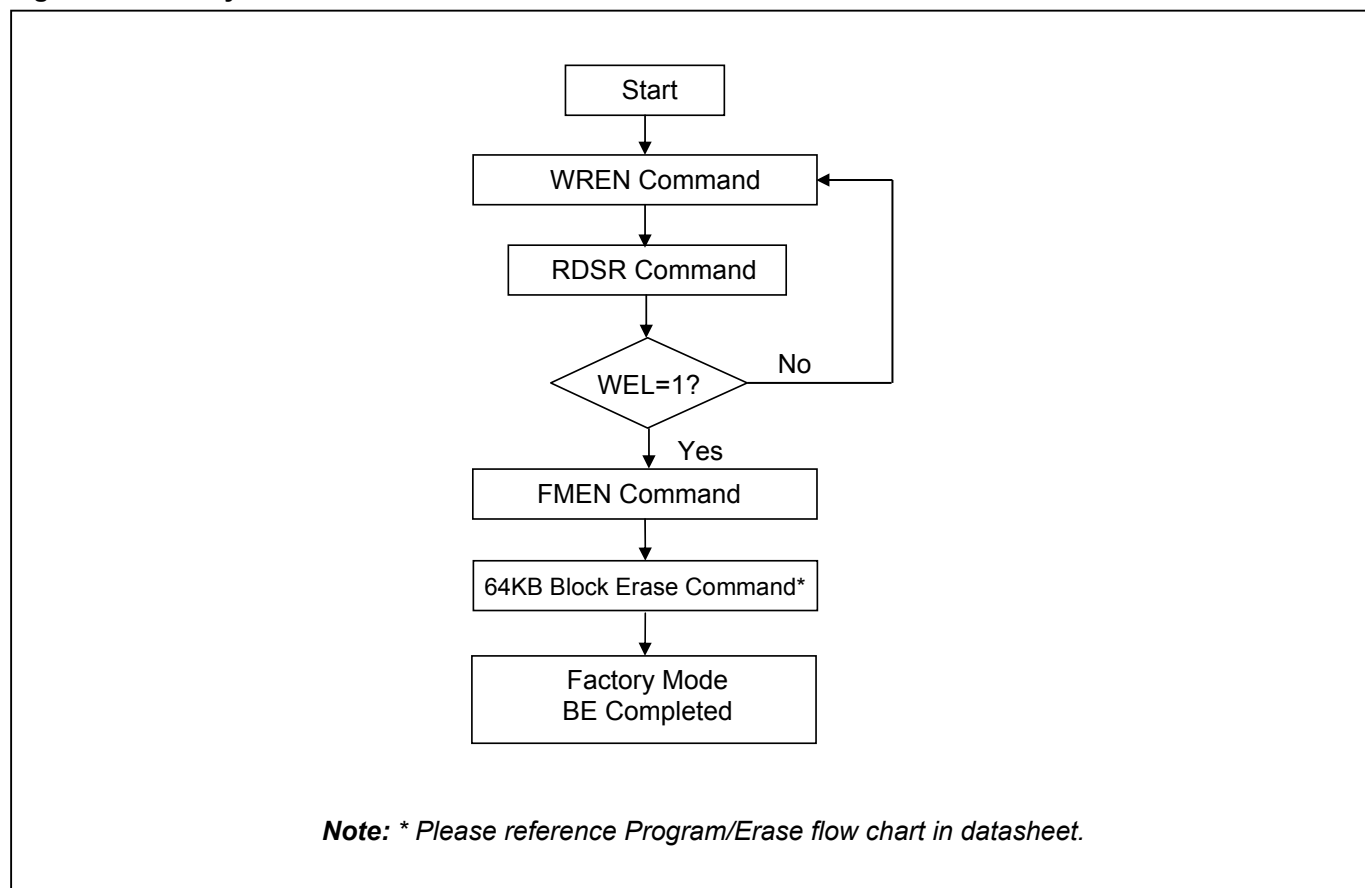 Start
WREN Command
RDSR Command
WEL=1?
No
Yes
FMEN Command
64KB Block Erase Command*
Factory Mode
BE Completed
Note: * Please reference Program/Erase flow chart in datasheet.